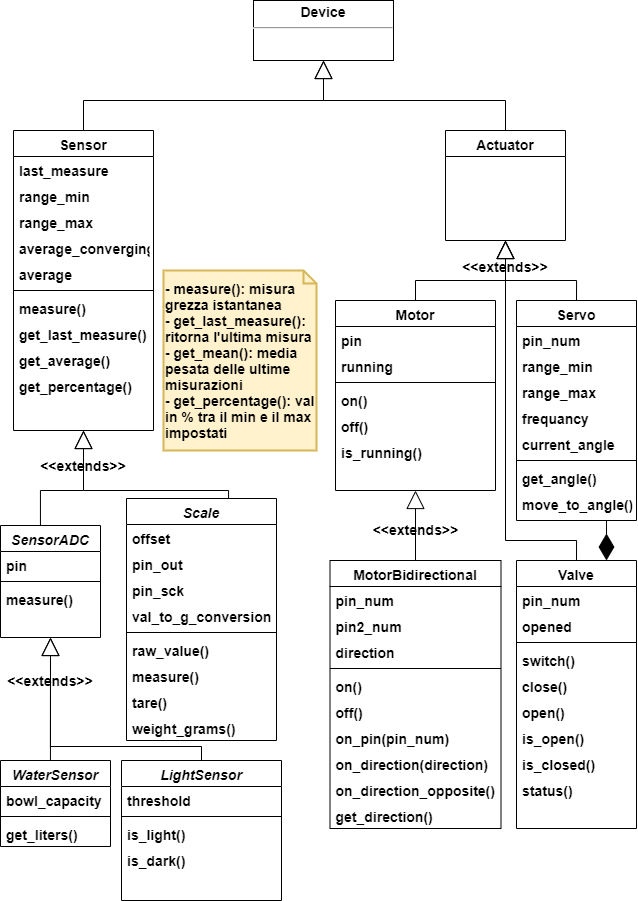 Device
Sensor
last_measure
range_min
range_max
average_converging
average
measure()
get_last_measure()
get_average()
get_percentage()
Actuator
- measure(): misura
grezza istantanea
- get_last_measure():
ritorna l'ultima misura
- get_mean(): media
pesata delle ultime
misurazioni
- get_percentage(): val
in % tra il min e il max
impostati
<<extends>>
Motor
pin
running
on()
off()
is_running()
Servo
pin_num
range_min
range_max
frequancy
current_angle
get_angle()
move_to_angle()
<<extends>>
SensorADC
pin
measure()
Scale
offset
pin_out
pin_sck
val_to_g_conversion
raw_value()
measure()
tare()
weight_grams()
<<extends>>
MotorBidirectional
pin_num
pin2_num
direction
on()
off()
on_pin(pin_num)
on_direction(direction)
on_direction_opposite()
get_direction()
Valve
pin_num
opened
switch()
close()
open()
is_open()
is_closed()
status()
<<extends>>
WaterSensor
bowl_capacity
get_liters()
LightSensor
threshold
is_light()
is_dark()